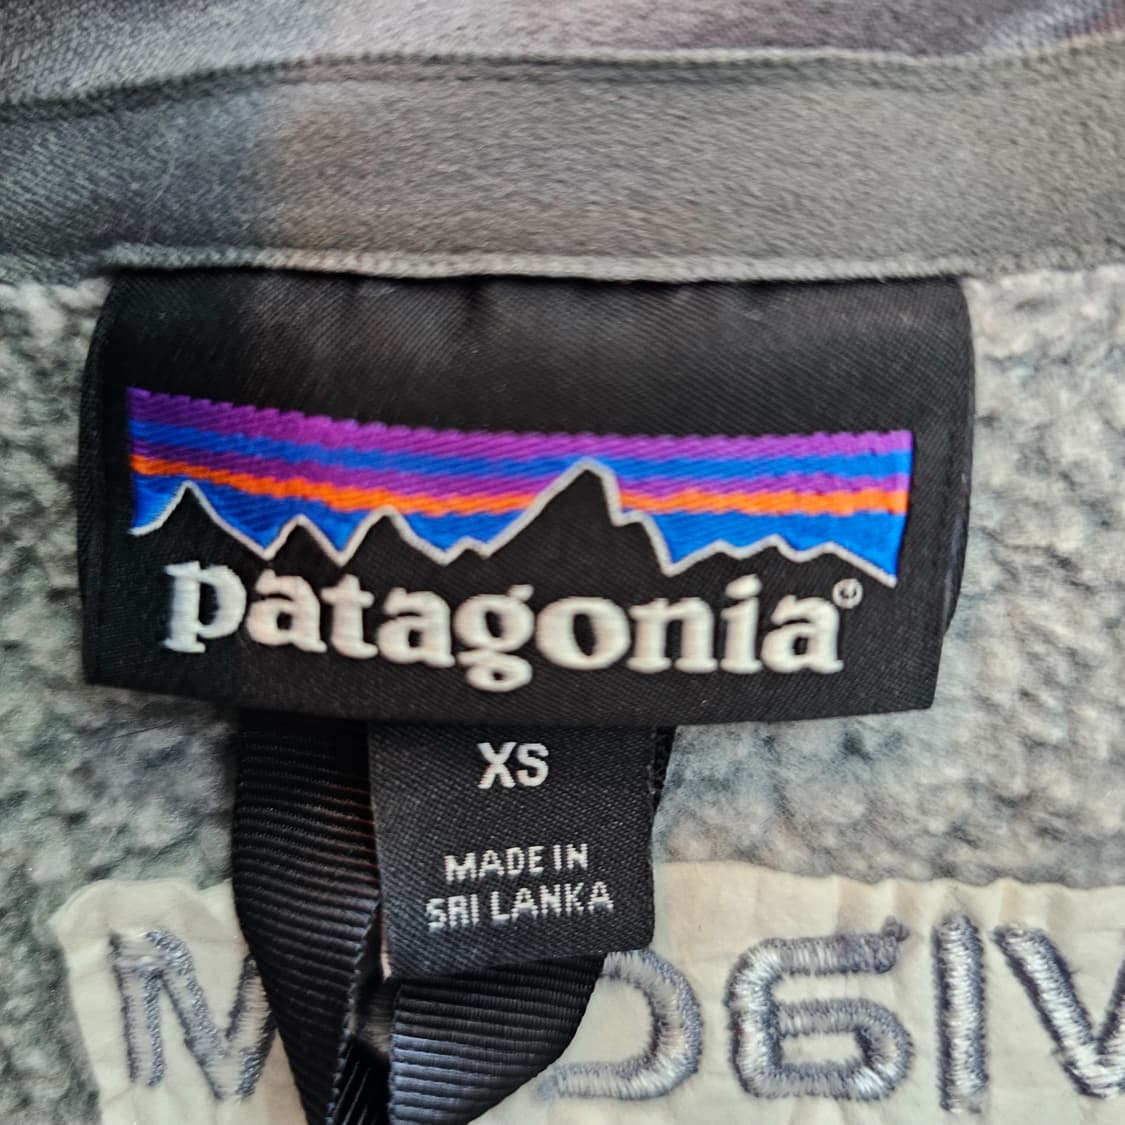 patagonia®
XS
MADE IN
SRI LANKA